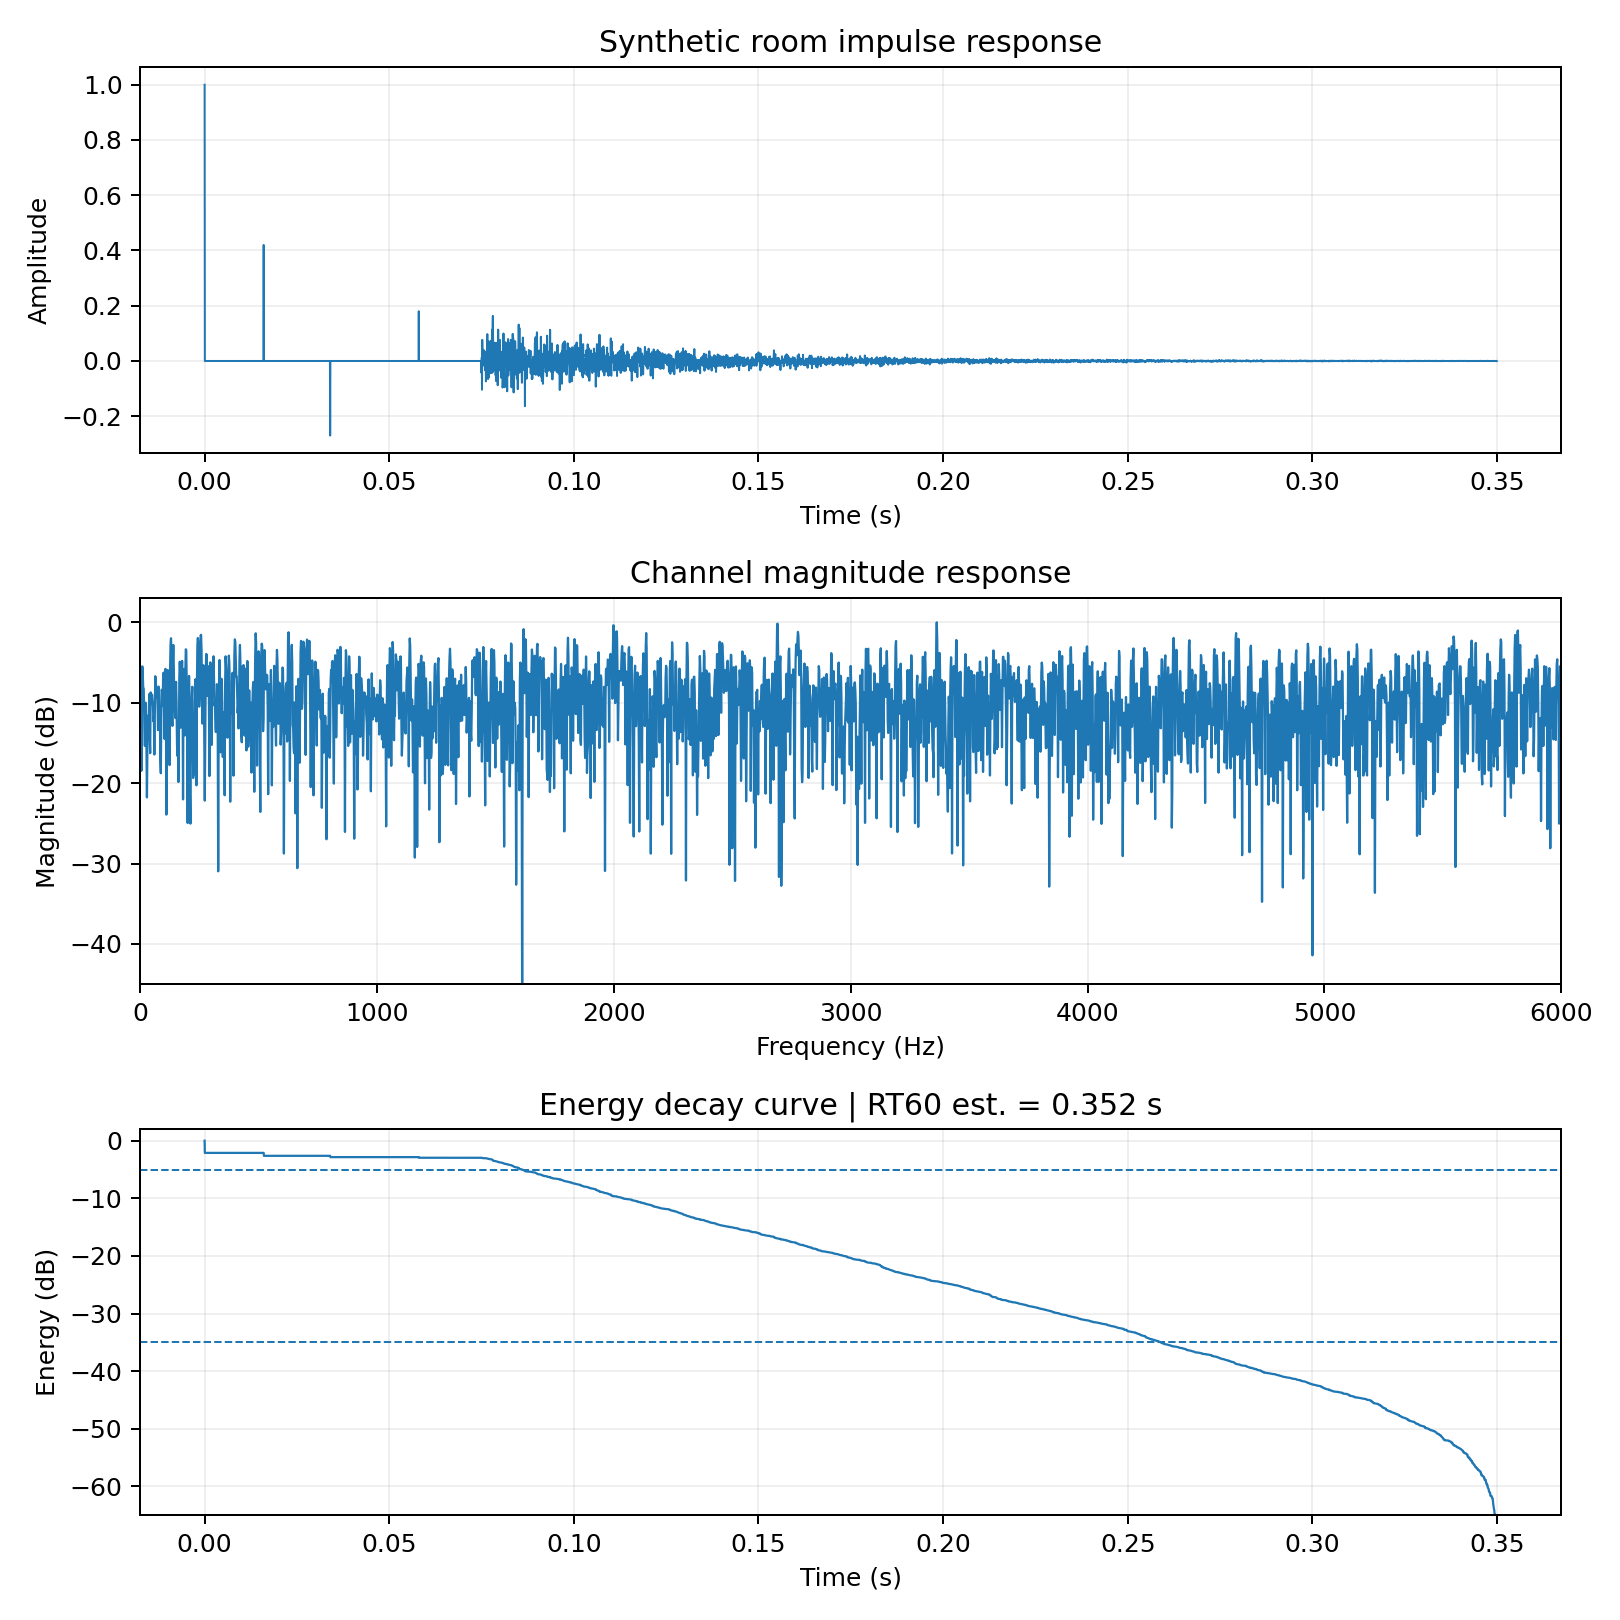 Synthetic room impulse response
1.0
0.8
0.6
0.4
0.2
0.0
−0.2
Amplitude
0.00 0.05 0.10 0.15 0.20 0.25 0.30 0.35
Time (s)
Channel magnitude response
0
−10
−20
−30
−40
Magnitude (dB)
0 1000 2000 3000 4000 5000 6000
Frequency (Hz)
Energy decay curve | RT60 est. = 0.352 s
0
−10
−20
−30
−40
−50
−60
Energy (dB)
0.00 0.05 0.10 0.15 0.20 0.25 0.30 0.35
Time (s)